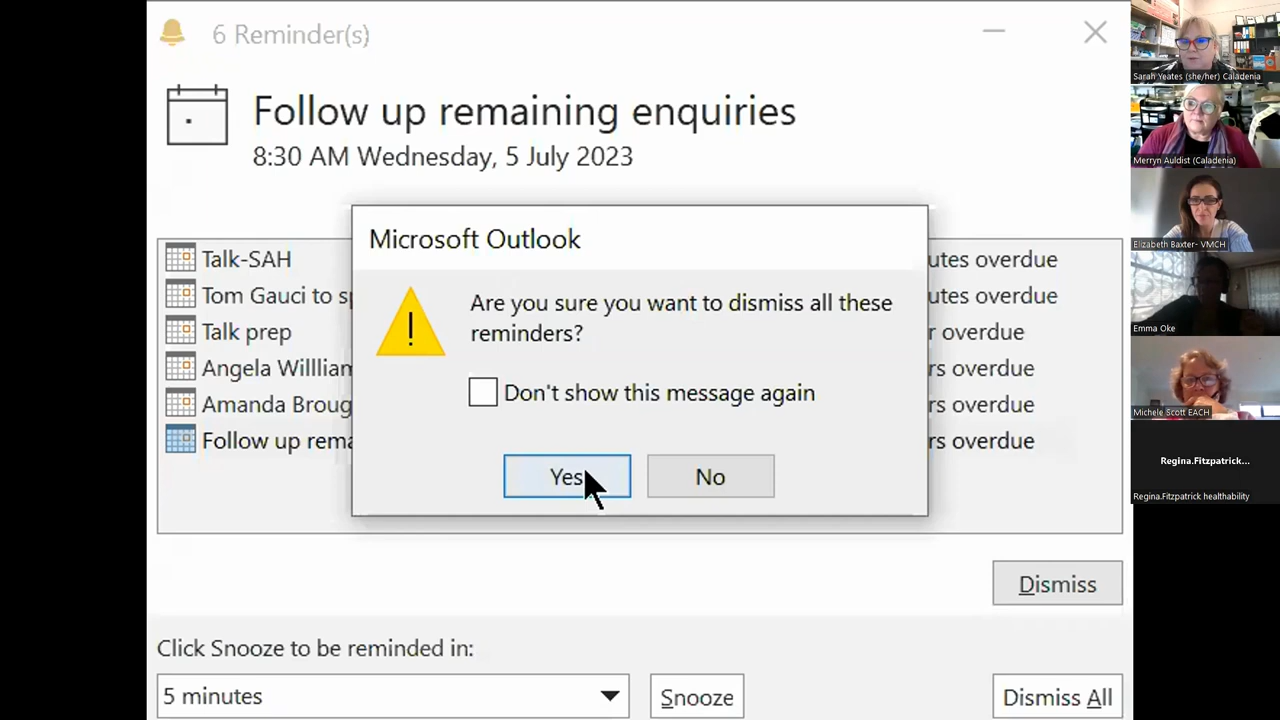 6 Reminder(s)
Follow up remaining enquiries
8:30 AM Wednesday, 5 July 2023
Microsoft Outlook
Are you sure you want to dismiss all these
reminders?
Don't show this message again
Yes
No
Talk-SAH
utes overdue
Tom Gauci to sp
utes overdue
Talk prep
r overdue
Angela Willliam
rs overdue
Amanda Broug
rs overdue
Follow up rema
rs overdue
Dismiss
Click Snooze to be reminded in:
5 minutes
Snooze
Dismiss All
Sarah Yeates (she/her) Caladenia
Merryn Auldist (Caladenia)
Elizabeth Baxter- VMCH
Emma Oke
Michele Scott EACH
Regina.Fitzpatrick...
Regina.Fitzpatrick healthability